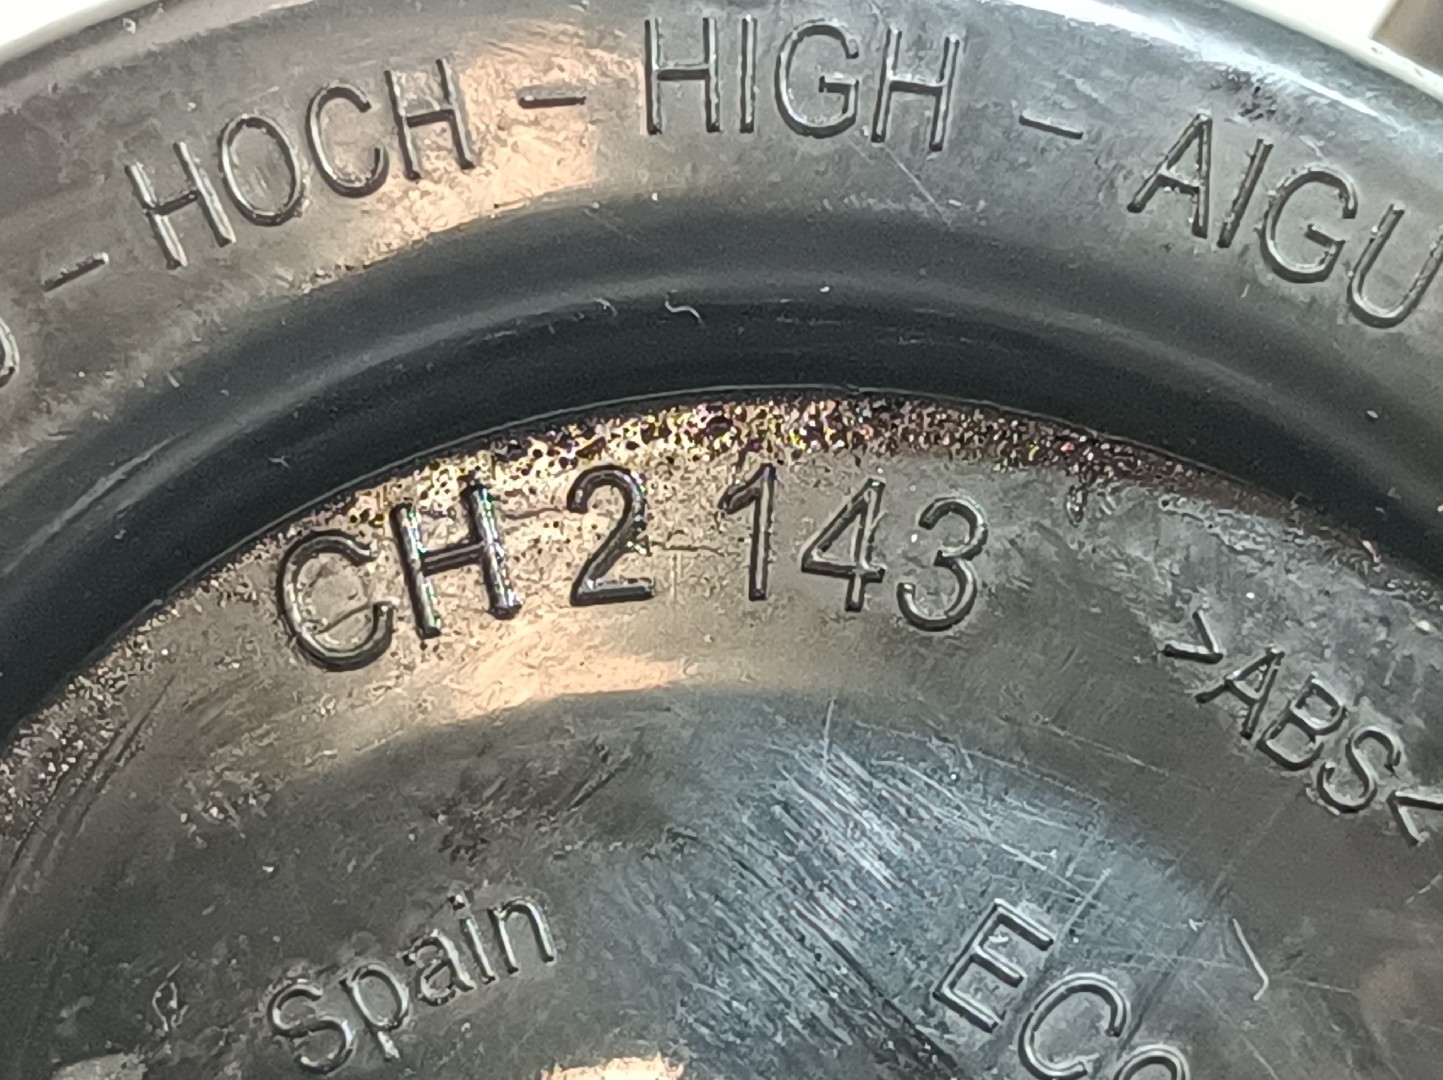 - HOCH - HIGH - AIGU
CH 2 143
>ABS<
Spain